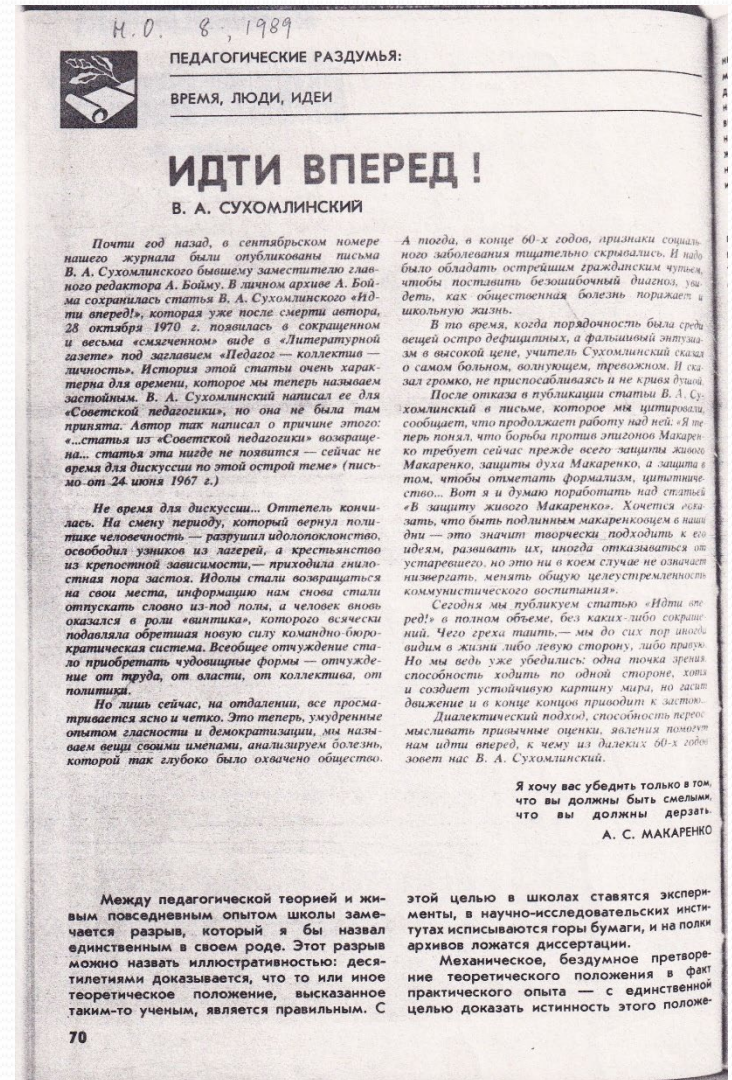 Н.О. 8, 1989
ПЕДАГОГИЧЕСКИЕ РАЗДУМЬЯ:
ВРЕМЯ, ЛЮДИ, ИДЕИ
ИДТИ ВПЕРЕД !
В. А. СУХОМЛИНСКИЙ
Почти год назад, в сентябрьском номере
нашего журнала были опубликованы письма
В. А. Сухомлинского бывшему заместителю глав-
ного редактора А. Бойму. В личном архиве А. Бой-
ма сохранилась статья В. А. Сухомлинского «Ид-
ти вперед!», которая уже после смерти автора,
28 октября 1970 г. появилась в сокращенном
и весьма «смягченном» виде в «Литературной
газете» под заглавием «Педагог — коллектив —
личность». История этой статьи очень харак-
терна для времени, которое мы теперь называем
застойным. В. А. Сухомлинский написал ее для
«Советской педагогики», но она не была там
принята. Автор так написал о причине этого:
«...статья из «Советской педагогики» возвраще-
на... статья эта нигде не появится — сейчас не
время для дискуссии по этой острой теме» (пись-
мо от 24 июня 1967 г.)
Не время для дискуссии... Оттепель кончи-
лась. На смену периоду, который вернул поли-
тике человечность — разрушил идолопоклонство,
освободил узников из лагерей, а крестьянство
из крепостной зависимости,— приходила гнило-
стная пора застоя. Идолы стали возвращаться
на свои места, информацию нам снова стали
отпускать словно из-под полы, а человек вновь
оказался в роли «винтика», которого всячески
подавляла обретшая новую силу командно-бюро-
кратическая система. Всеобщее отчуждение ста-
ло приобретать чудовищные формы — отчужде-
ние от труда, от власти, от коллектива, от
политики.
Но лишь сейчас, на отдалении, все просма-
тривается ясно и четко. Это теперь, умудренные
опытом гласности и демократизации, мы назы-
ваем вещи своими именами, анализируем болезнь,
которой так глубоко было охвачено общество.
А тогда, в конце 60-х годов, признаки социаль-
ного заболевания тщательно скрывались. И надо
было обладать острейшим гражданским чутьем,
чтобы поставить безошибочный диагноз, уви-
деть, как общественная болезнь поражает и
школьную жизнь.
В то время, когда порядочность была среди
вещей остро дефицитных, а фальшивый энтузиа-
зм в высокой цене, учитель Сухомлинский сказал
о самом больном, волнующем, тревожном. И ска-
зал громко, не приспосабливаясь и не кривя душой.
После отказа в публикации статьи В. А. Су-
хомлинский в письме, которое мы цитировали,
сообщает, что продолжает работу над ней: «Я те-
перь понял, что борьба против эпигонов Макарен-
ко требует сейчас прежде всего защиты живого
Макаренко, защиты духа Макаренко, а защита в
том, чтобы отметать формализм, цитатниче-
ство... Вот я и думаю поработать над статьей
«В защиту живого Макаренко». Хочется пока-
зать, что быть подлинным макаренковцем в наши
дни — это значит творчески подходить к его
идеям, развивать их, иногда отказываться от
устаревшего, но это ни в коем случае не означает
низвергать, менять общую целеустремленность
коммунистического воспитания».
Сегодня мы публикуем статью «Идти впе-
ред!» в полном объеме, без каких-либо сокраще-
ний. Чего греха таить,— мы до сих пор иногда
видим в жизни либо левую сторону, либо правую.
Но мы ведь уже убедились: одна точка зрения,
способность ходить по одной стороне, хотя
и создает устойчивую картину мира, но гасит
движение и в конце концов приводит к застою.
Диалектический подход, способность переос-
мысливать привычные оценки, явления помогут
нам идти вперед, к чему из далеких 60-х годов
зовет нас В. А. Сухомлинский.
Я хочу вас убедить только в том,
что вы должны быть смелыми,
что вы должны дерзать.
А. С. МАКАРЕНКО
Между педагогической теорией и жи-
вым повседневным опытом школы заме-
чается разрыв, который я бы назвал
единственным в своем роде. Этот разрыв
можно назвать иллюстративностью: деся-
тилетиями доказывается, что то или иное
теоретическое положение, высказанное
таким-то ученым, является правильным. С
этой целью в школах ставятся экспери-
менты, в научно-исследовательских инсти-
тутах исписываются горы бумаги, и на полки
архивов ложатся диссертации.
Механическое, бездумное претворе-
ние теоретического положения в факт
практического опыта — с единственной
целью доказать истинность этого положе-
70